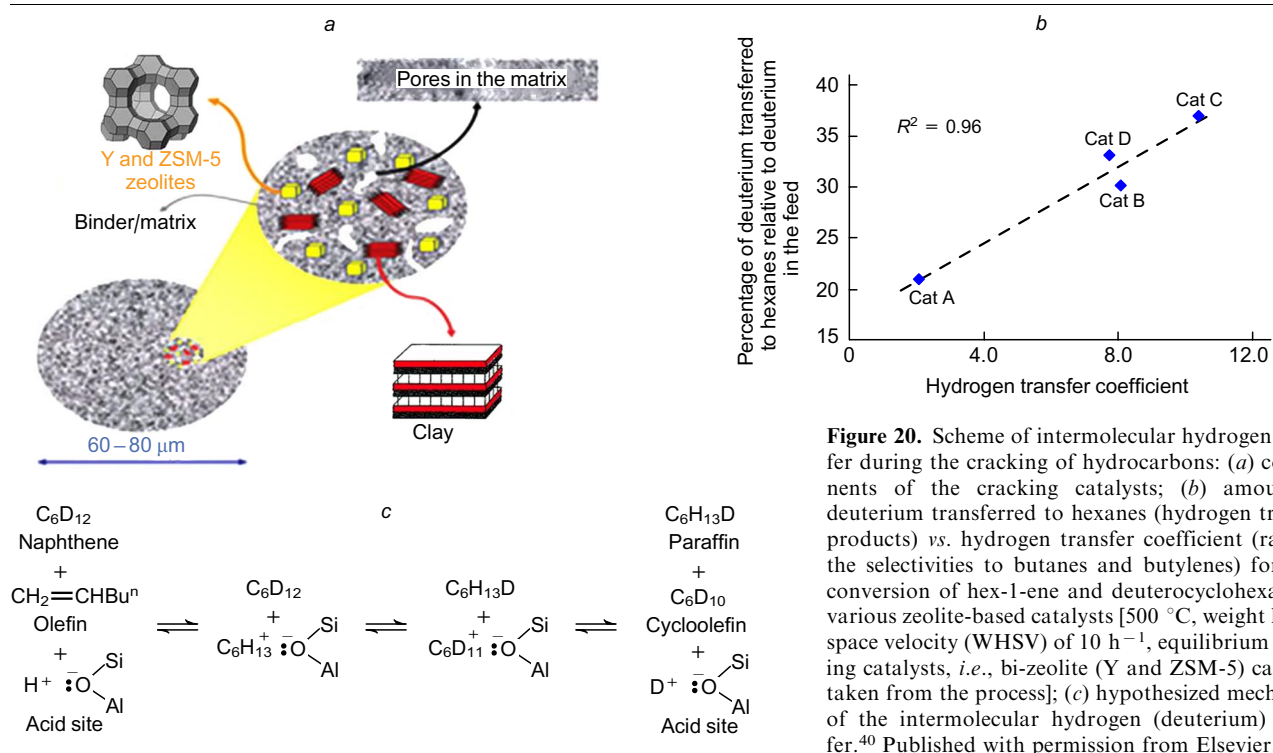 a
Pores in the matrix
Y and ZSM-5
zeolites
Binder/matrix
Clay
60 – 80 μm
b
Percentage of deuterium transferred
to hexanes relative to deuterium
in the feed
40
35
30
25
20
15
R² = 0.96
Cat C
Cat D
Cat B
Cat A
0 4.0 8.0 12.0
Hydrogen transfer coefficient
c
C₆D₁₂
Naphthene
+
CH₂=CHBuⁿ
Olefin
+
H⁺ O⁻ Si Al
Acid site
⇌
C₆D₁₂
+
C₆H₁₃⁺ O⁻ Si Al
⇌
C₆H₁₃D
+
C₆D₁₁⁺ O⁻ Si Al
⇌
C₆H₁₃D
Paraffin
+
C₆D₁₀
Cycloolefin
+
D⁺ O⁻ Si Al
Acid site
Figure 20. Scheme of intermolecular hydrogen
fer during the cracking of hydrocarbons: (a) co
nents of the cracking catalysts; (b) amou
deuterium transferred to hexanes (hydrogen tr
products) vs. hydrogen transfer coefficient (ra
the selectivities to butanes and butylenes) for
conversion of hex-1-ene and deuterocyclohexa
various zeolite-based catalysts [500 °C, weight
space velocity (WHSV) of 10 h⁻¹, equilibrium
ing catalysts, i.e., bi-zeolite (Y and ZSM-5) ca
taken from the process]; (c) hypothesized mech
of the intermolecular hydrogen (deuterium)
fer.⁴⁰ Published with permission from Elsevier